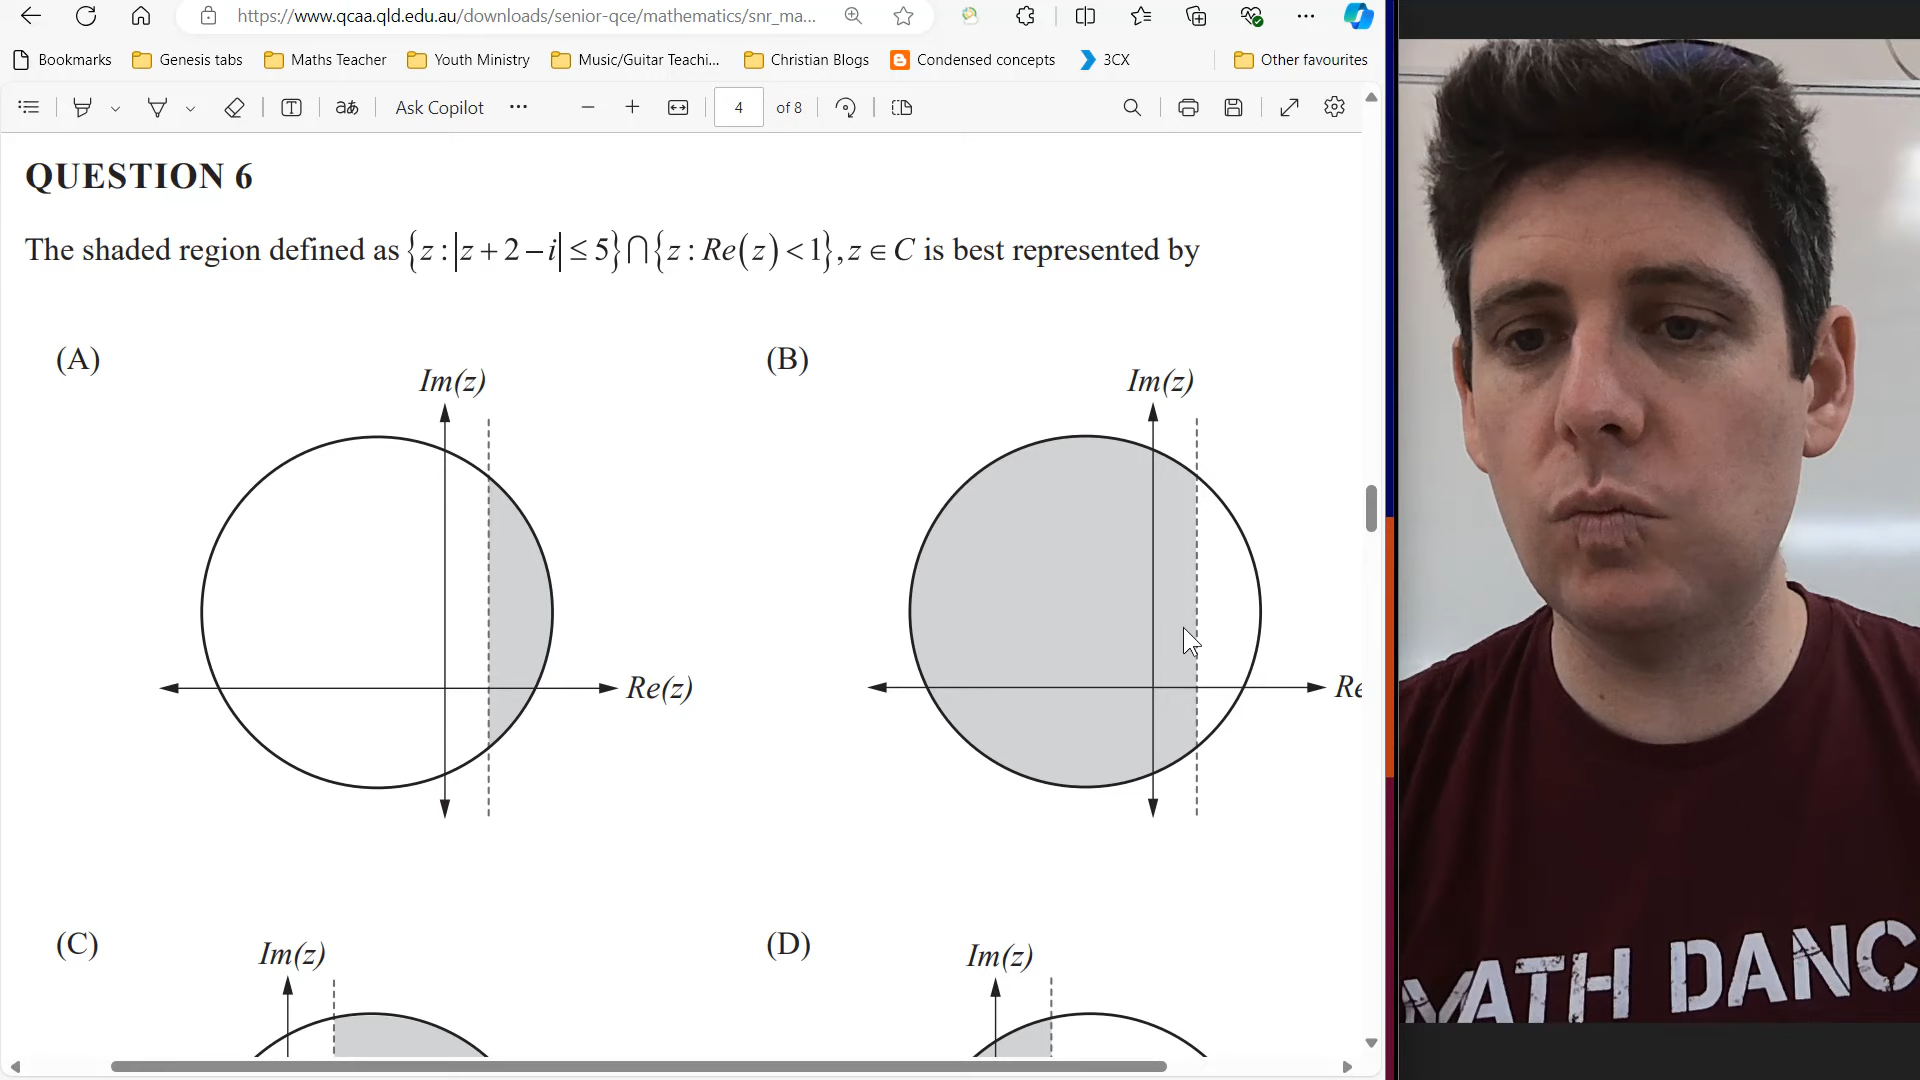 https://www.qcaa.qld.edu.au/downloads/senior-qce/mathematics/snr_ma...
Bookmarks Genesis tabs Maths Teacher Youth Ministry Music/Guitar Teachi... Christian Blogs Condensed concepts 3CX Other favourites
aあ Ask Copilot 4 of 8
QUESTION 6
The shaded region defined as {z : |z + 2 − i| ≤ 5} ⋂ {z : Re(z) < 1}, z ∈ C is best represented by
(A) (B)
Im(z) Im(z)
Re(z) Re
(C) (D)
Im(z) Im(z)
MATH DANC